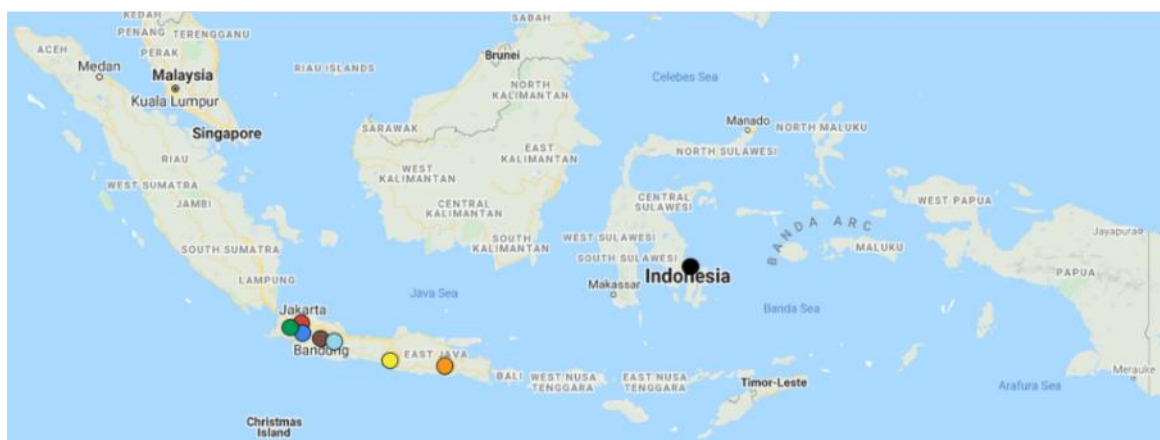 KEDAH
PENANG
TERENGGANU
PERAK
ACEH
Medan
Malaysia
Kuala Lumpur
Singapore
RIAU ISLANDS
SABAH
Brunei
NORTH
KALIMANTAN
SARAWAK
EAST
KALIMANTAN
WEST
KALIMANTAN
CENTRAL
KALIMANTAN
SOUTH
KALIMANTAN
Celebes Sea
Manado
NORTH MALUKU
NORTH SULAWESI
CENTRAL
SULAWESI
WEST SULAWESI
SOUTH SULAWESI
Indonesia
Makassar
BANDA ARC
MALUKU
WEST PAPUA
Jayapura
PAPUA
RIAU
WEST SUMATRA
JAMBI
SOUTH SUMATRA
LAMPUNG
Jakarta
Bandung
Java Sea
Banda Sea
EAST JAVA
BALI
WEST NUSA
TENGGARA
EAST NUSA
TENGGARA
Timor-Leste
Arafura Sea
Merauke
Christmas
Island